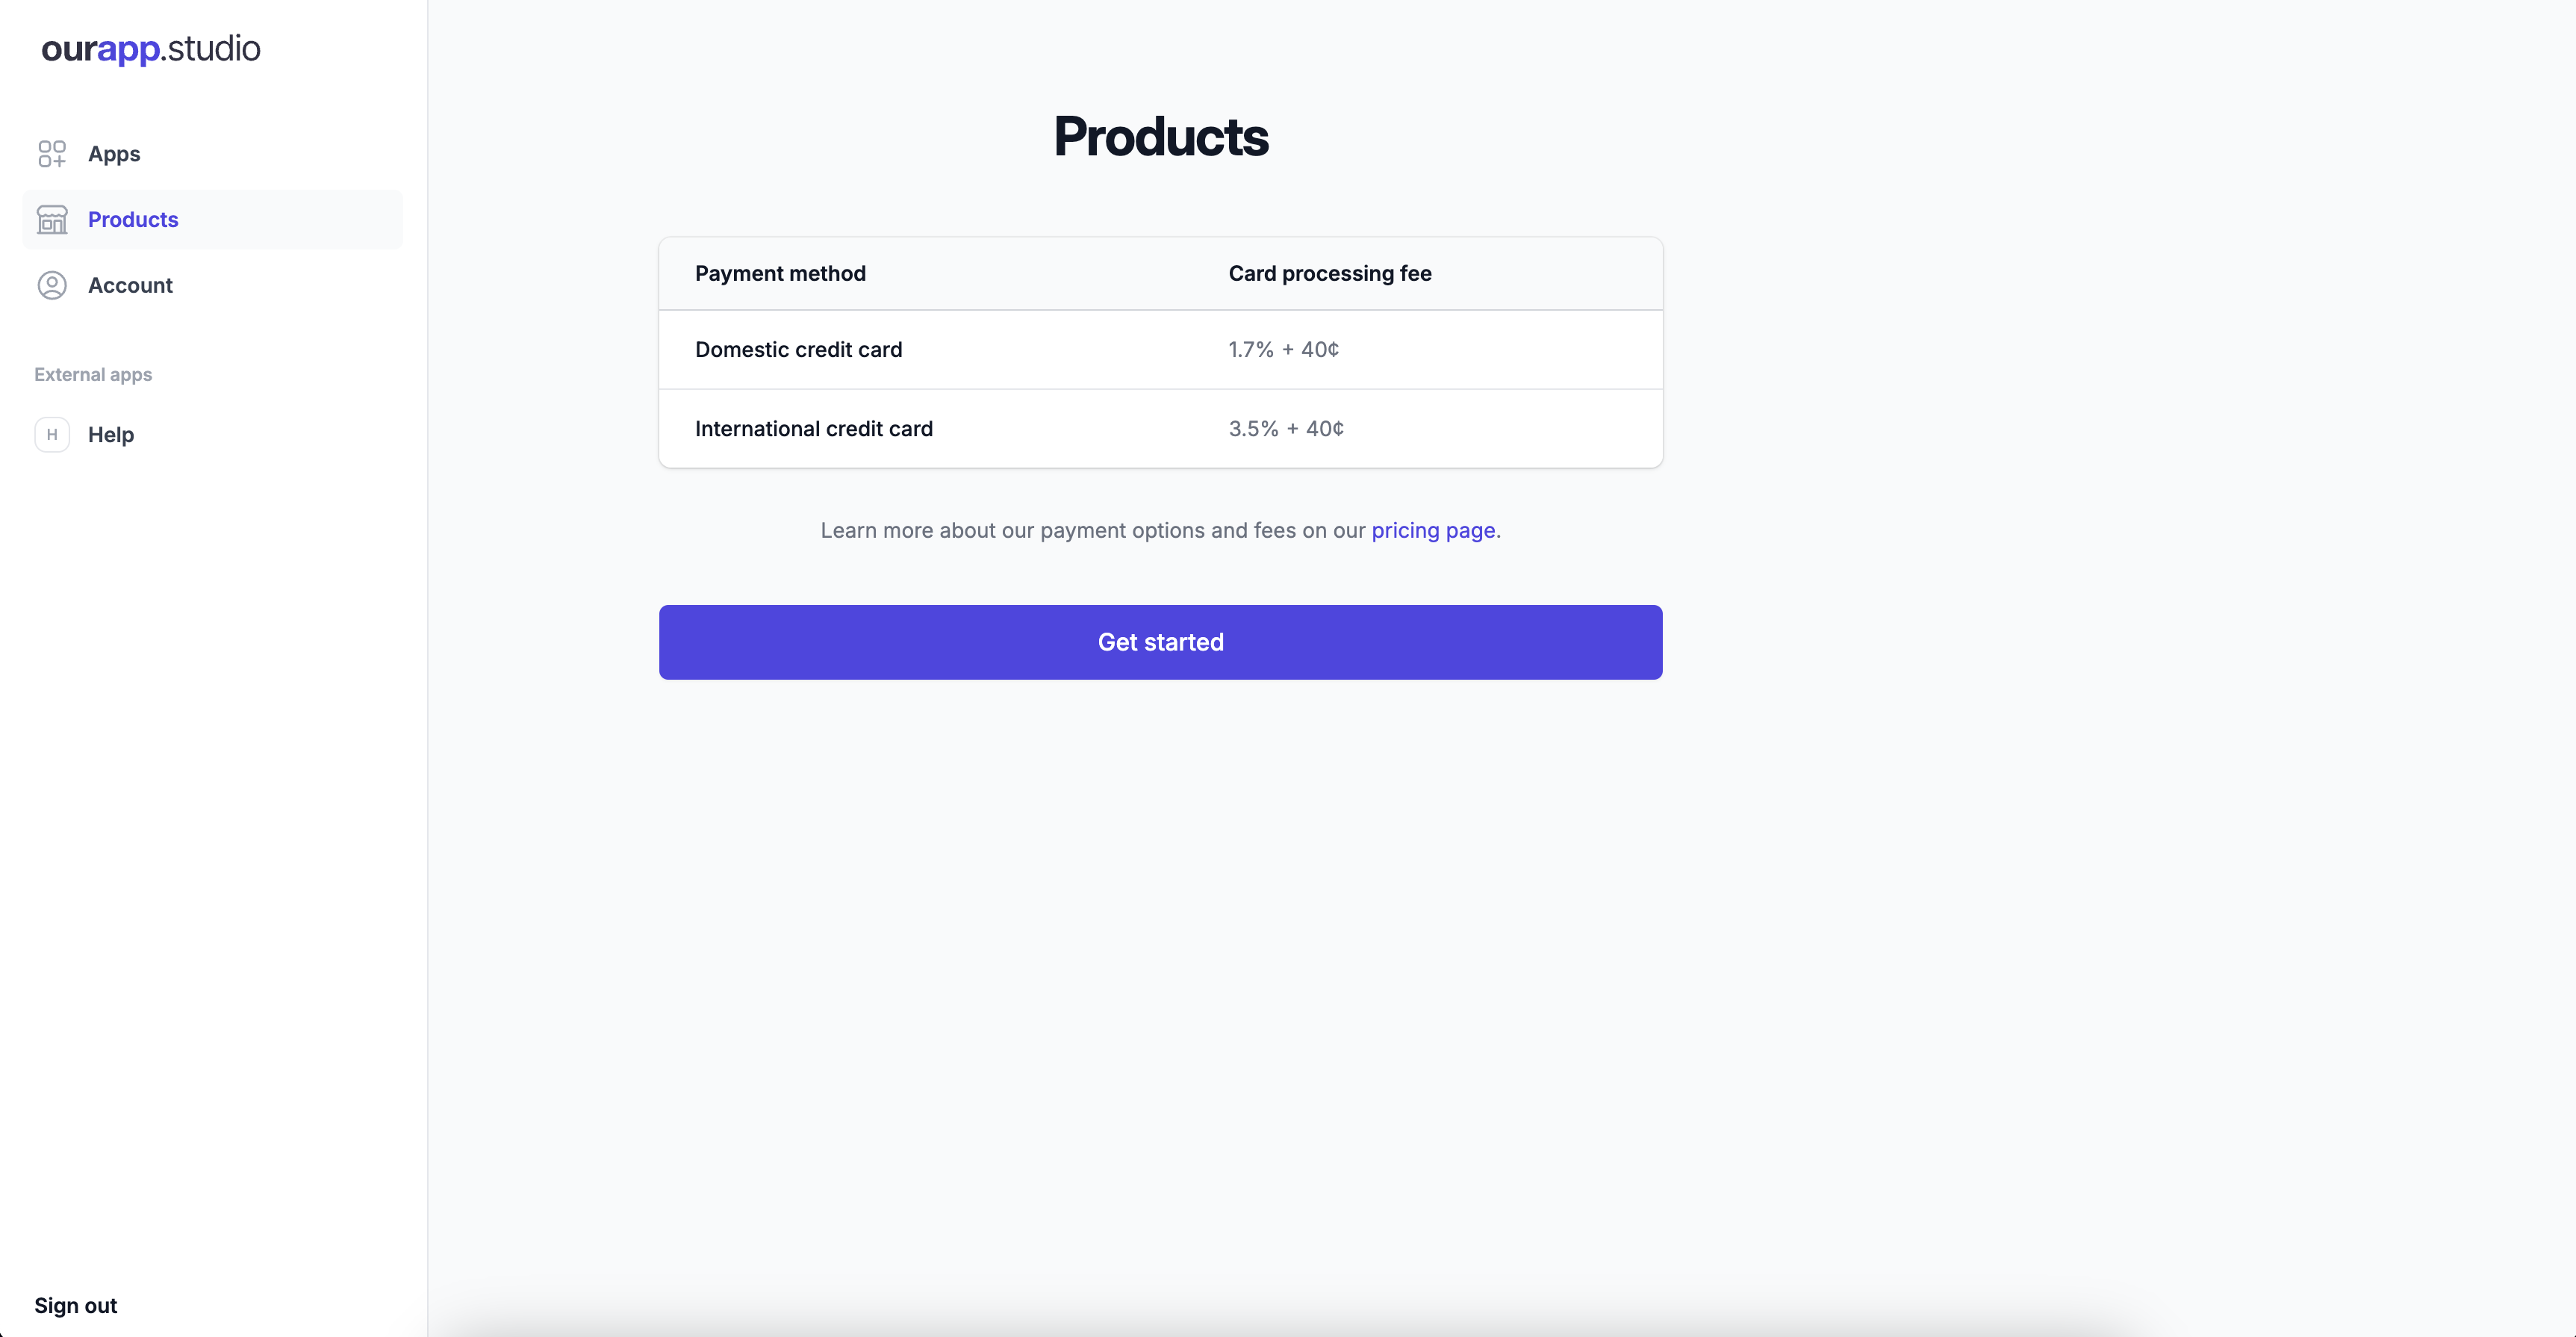 ourapp.studio
Apps
Products
Account
External apps
H Help
Sign out
Products
Payment method Card processing fee
Domestic credit card 1.7% + 40¢
International credit card 3.5% + 40¢
Learn more about our payment options and fees on our pricing page.
Get started